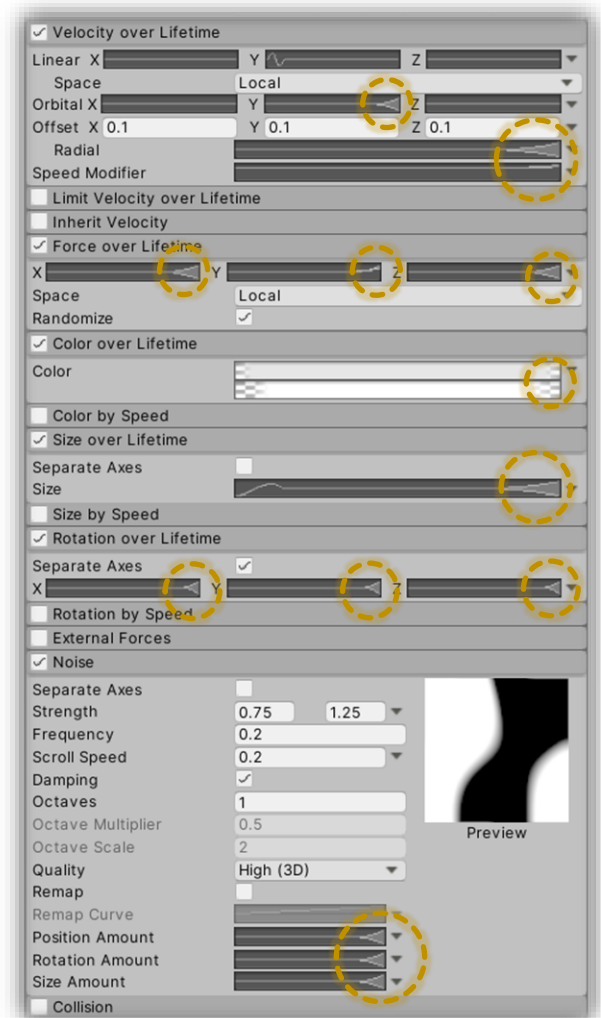 Velocity over Lifetime
Linear X Y Z
Space Local
Orbital X Y Z
Offset X 0.1 Y 0.1 Z 0.1
Radial
Speed Modifier
Limit Velocity over Lifetime
Inherit Velocity
Force over Lifetime
X Y Z
Space Local
Randomize
Color over Lifetime
Color
Color by Speed
Size over Lifetime
Separate Axes
Size
Size by Speed
Rotation over Lifetime
Separate Axes
X Y Z
Rotation by Speed
External Forces
Noise
Separate Axes
Strength 0.75 1.25
Frequency 0.2
Scroll Speed 0.2
Damping
Octaves 1
Octave Multiplier 0.5
Octave Scale 2
Preview
Quality High (3D)
Remap
Remap Curve
Position Amount
Rotation Amount
Size Amount
Collision